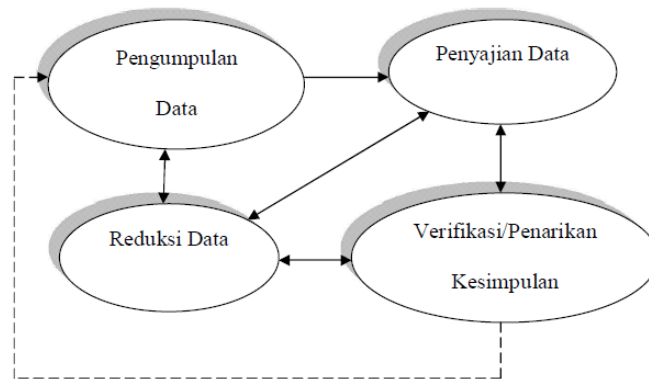 Pengumpulan
Data
Penyajian Data
Reduksi Data
Verifikasi/Penarikan
Kesimpulan